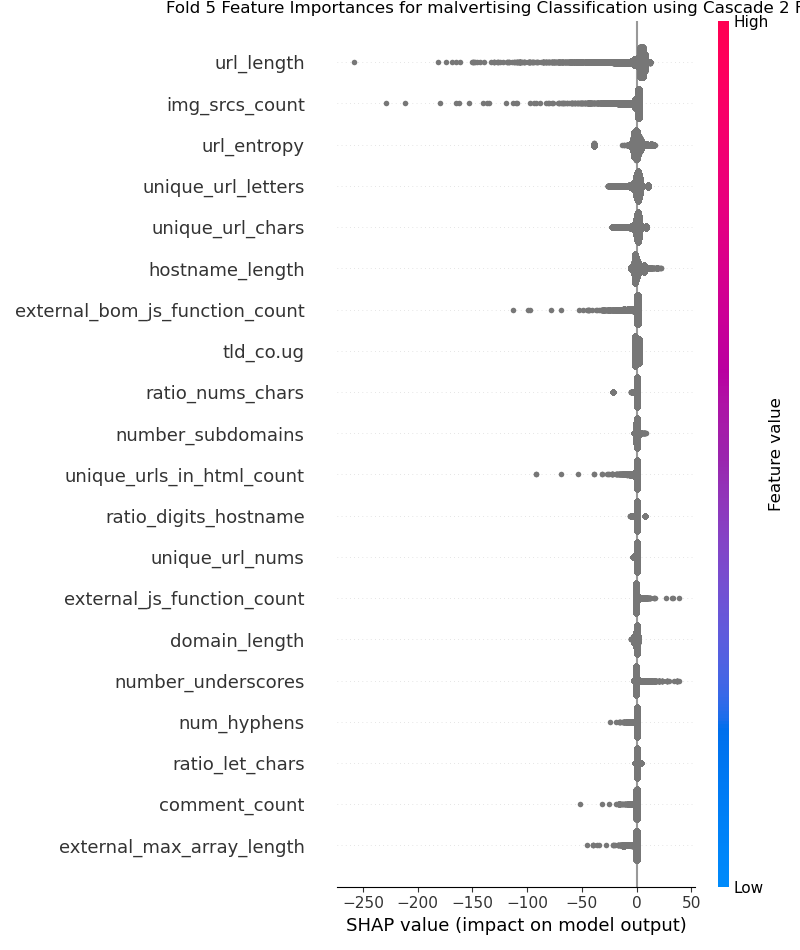 Fold 5 Feature Importances for malvertising Classification using Cascade 2 F
High
url_length
img_srcs_count
url_entropy
unique_url_letters
unique_url_chars
hostname_length
external_bom_js_function_count
tld_co.ug
ratio_nums_chars
number_subdomains
unique_urls_in_html_count
ratio_digits_hostname
unique_url_nums
external_js_function_count
domain_length
number_underscores
num_hyphens
ratio_let_chars
comment_count
external_max_array_length
Feature value
Low
−250 −200 −150 −100 −50 0 50
SHAP value (impact on model output)